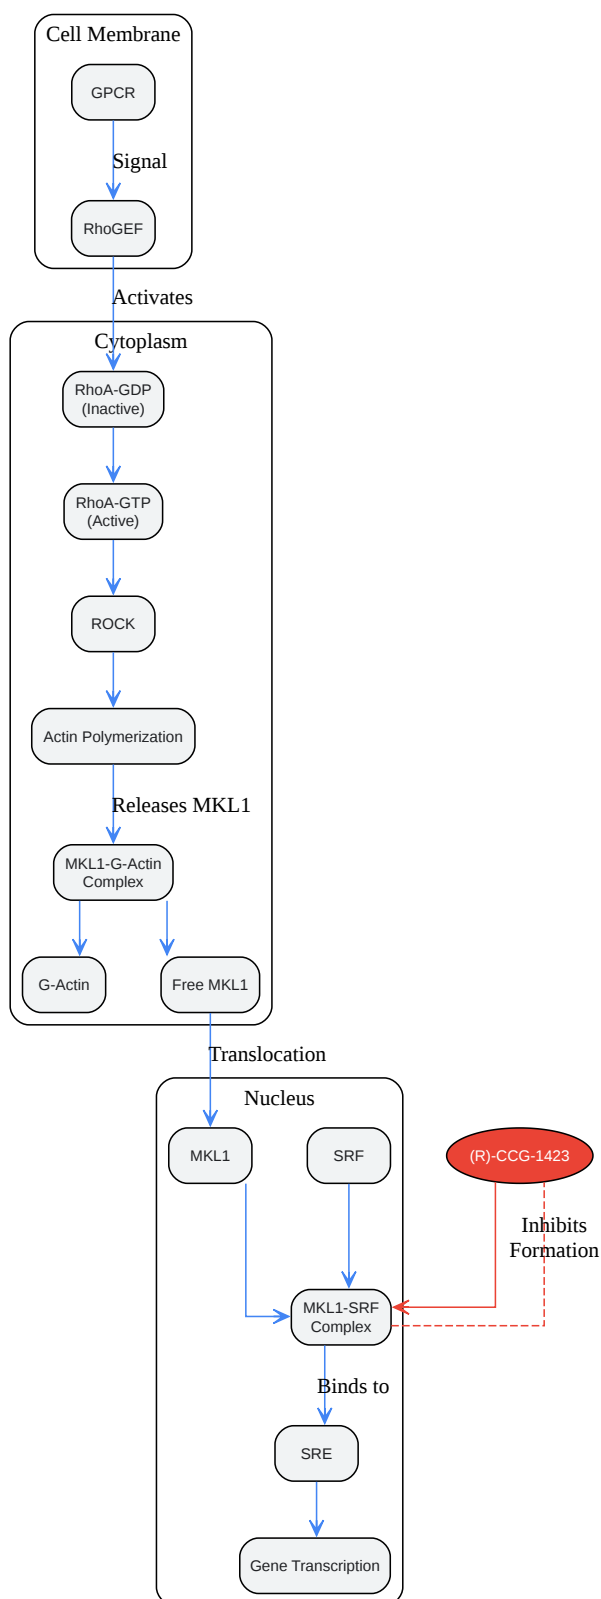 Cell Membrane
GPCR
Signal
RhoGEF
Activates
Cytoplasm
RhoA-GDP
(Inactive)
RhoA-GTP
(Active)
ROCK
Actin Polymerization
Releases MKL1
MKL1-G-Actin
Complex
G-Actin
Free MKL1
Translocation
Nucleus
MKL1
SRF
(R)-CCG-1423
Inhibits
Formation
MKL1-SRF
Complex
Binds to
SRE
Gene Transcription